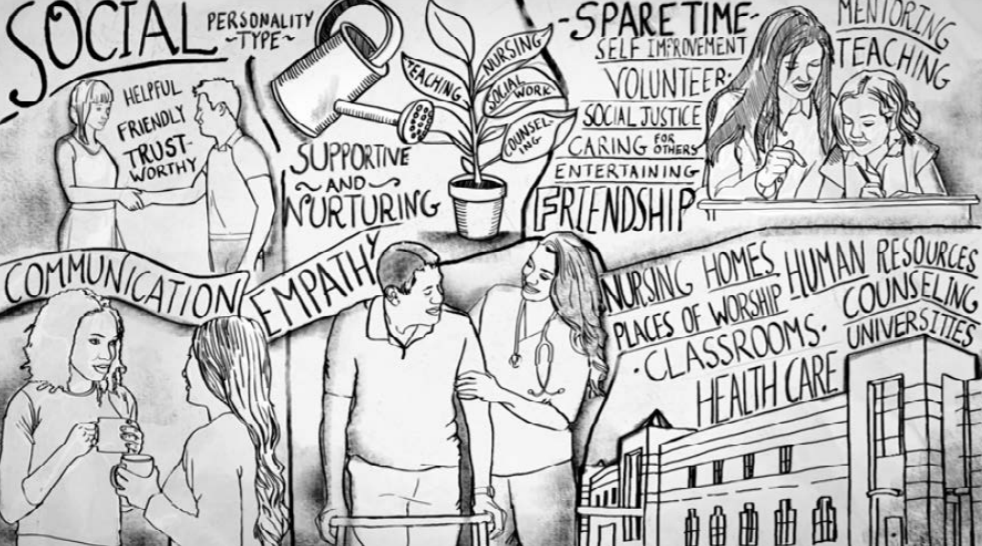 SOCIAL
PERSONALITY
~TYPE~
HELPFUL
FRIENDLY
TRUST-
WORTHY
SUPPORTIVE
~AND~
NURTURING
TEACHING
NURSING
SOCIAL
WORK
COUNSEL-
ING
-SPARE TIME-
SELF IMPROVEMENT
VOLUNTEER·
SOCIAL JUSTICE
CARING FOR
OTHERS
ENTERTAINING
FRIENDSHIP
MENTORING
TEACHING
COMMUNICATION
EMPATHY
NURSING HOMES
HUMAN RESOURCES
PLACES OF WORSHIP
COUNSELING
·CLASSROOMS·
UNIVERSITIES
HEALTH CARE